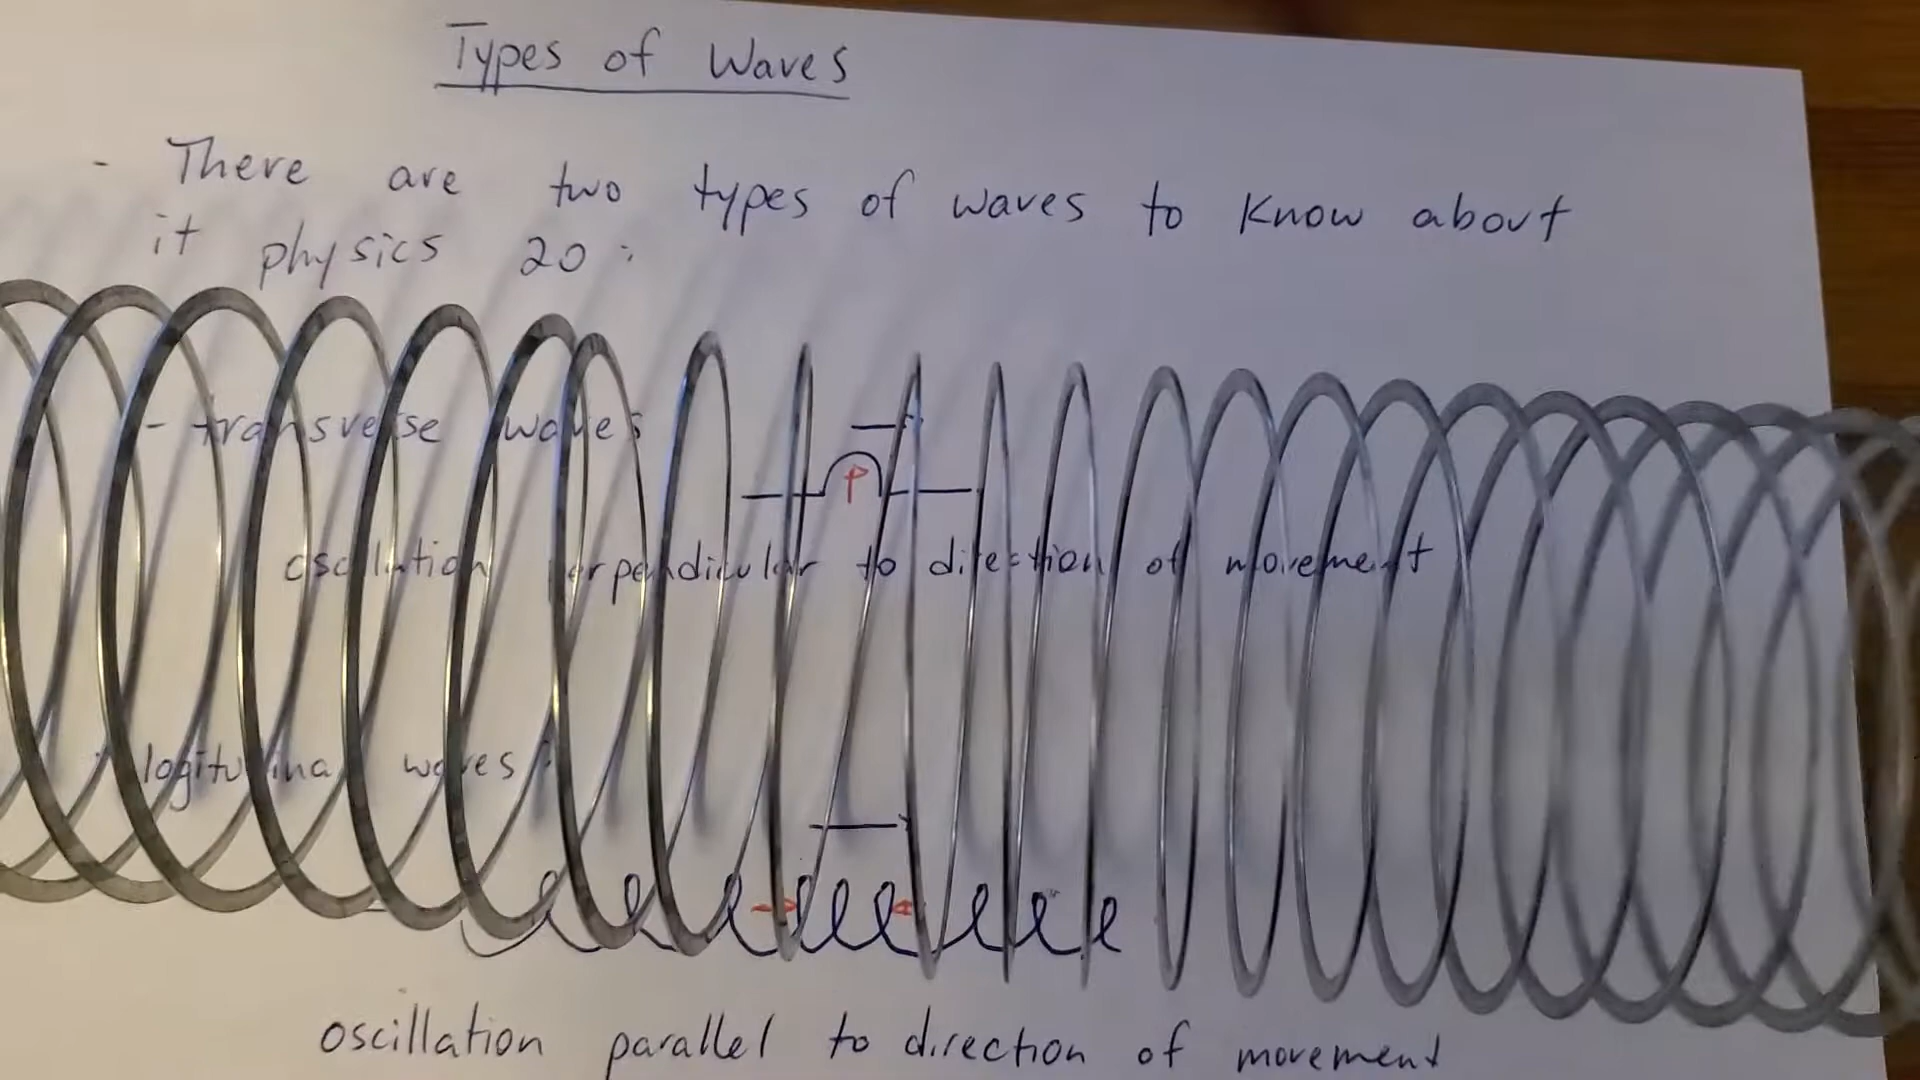 Types of Waves
- There are two types of waves to know about
it physics 20:
- transverse waves
P
oscillation perpendicular to direction of movement
logitudinal waves:
oscillation parallel to direction of movement